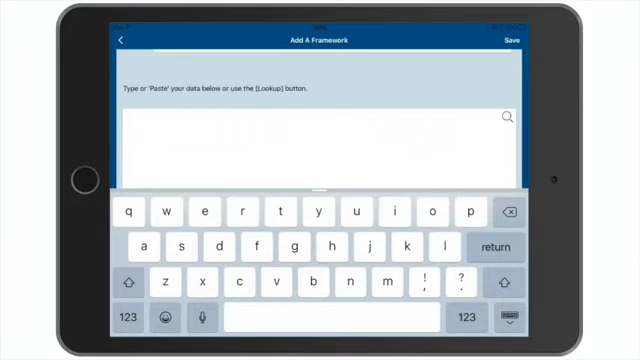 Add A Framework
Save
Type or 'Paste' your data below or use the [Lookup] button.
q w e r t y u i o p
a s d f g h j k l return
z x c v b n m ! , ? .
123 123